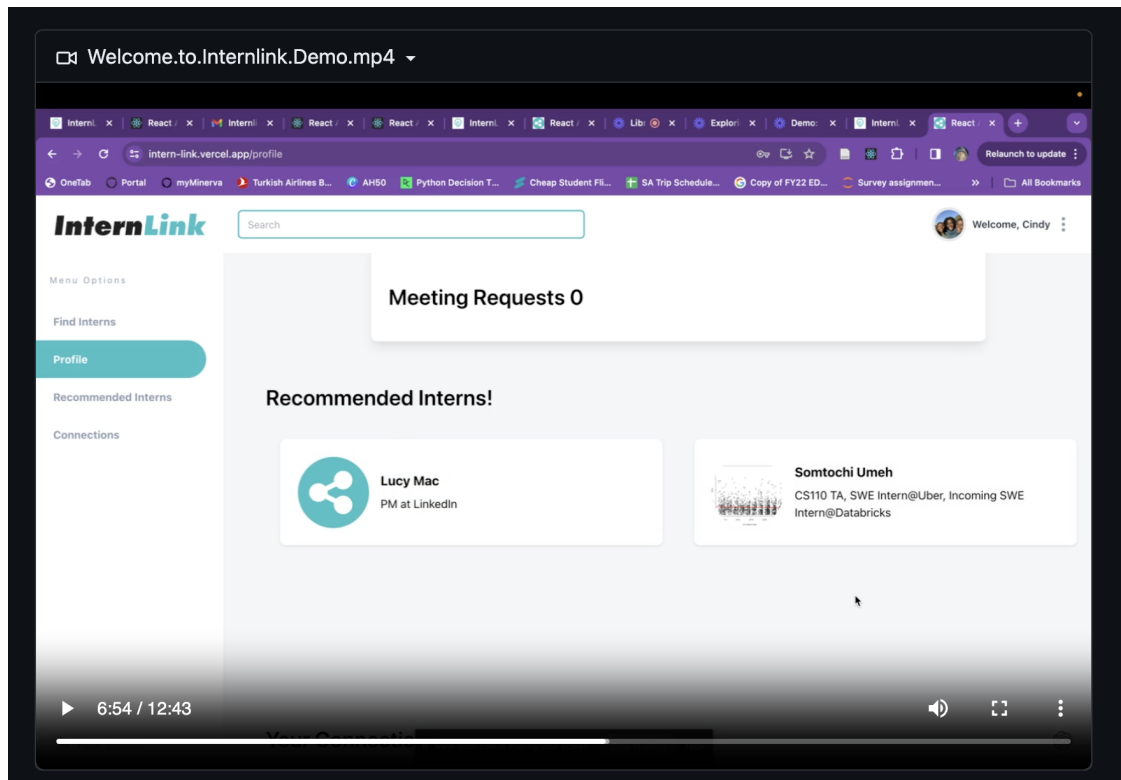 Welcome.to.Internlink.Demo.mp4
InternL React / Internli React / React / InternL React / Lib Explori Demo: InternL React
intern-link.vercel.app/profile Relaunch to update
OneTab Portal myMinerva Turkish Airlines B... AH50 Python Decision T... Cheap Student Fli... SA Trip Schedule... Copy of FY22 ED... Survey assignmen... » All Bookmarks
InternLink Search Welcome, Cindy
Menu Options
Find Interns
Profile
Recommended Interns
Connections
Meeting Requests 0
Recommended Interns!
Lucy Mac
PM at LinkedIn
Somtochi Umeh
CS110 TA, SWE Intern@Uber, Incoming SWE
Intern@Databricks
6:54 / 12:43
Your